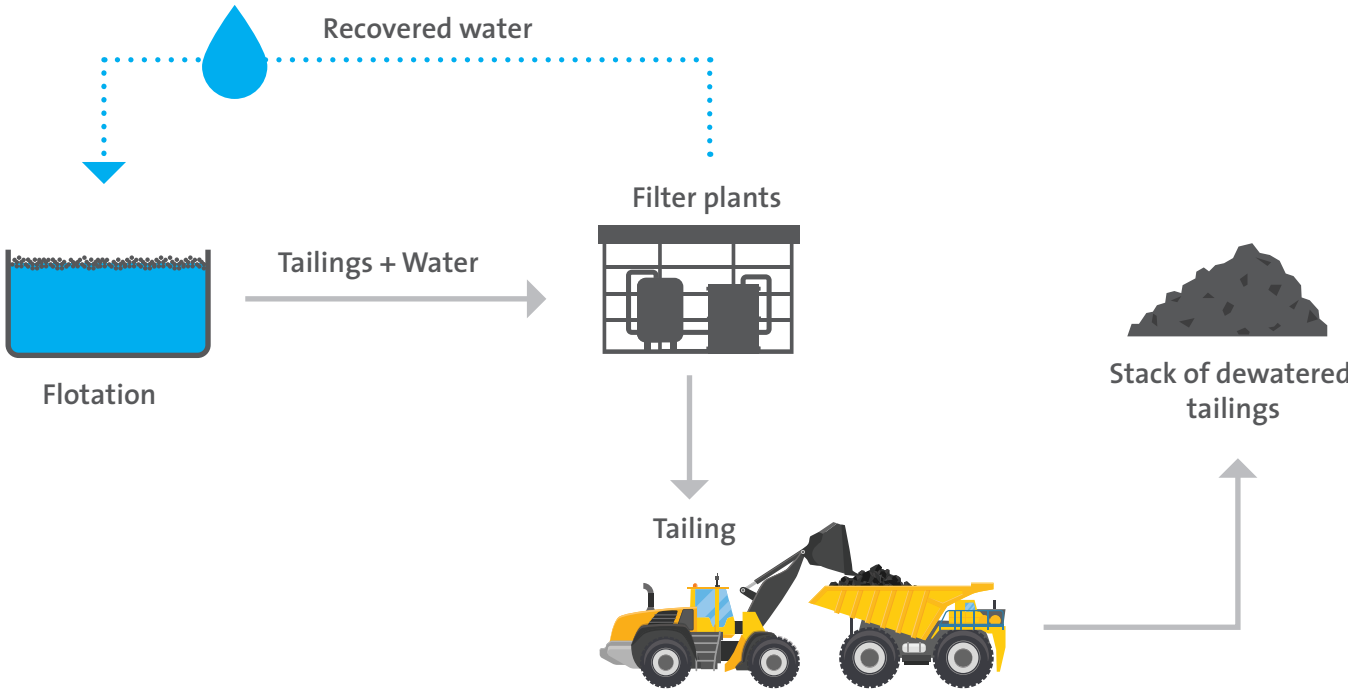 Recovered water
Filter plants
Tailings + Water
Flotation
Stack of dewatered
tailings
Tailing